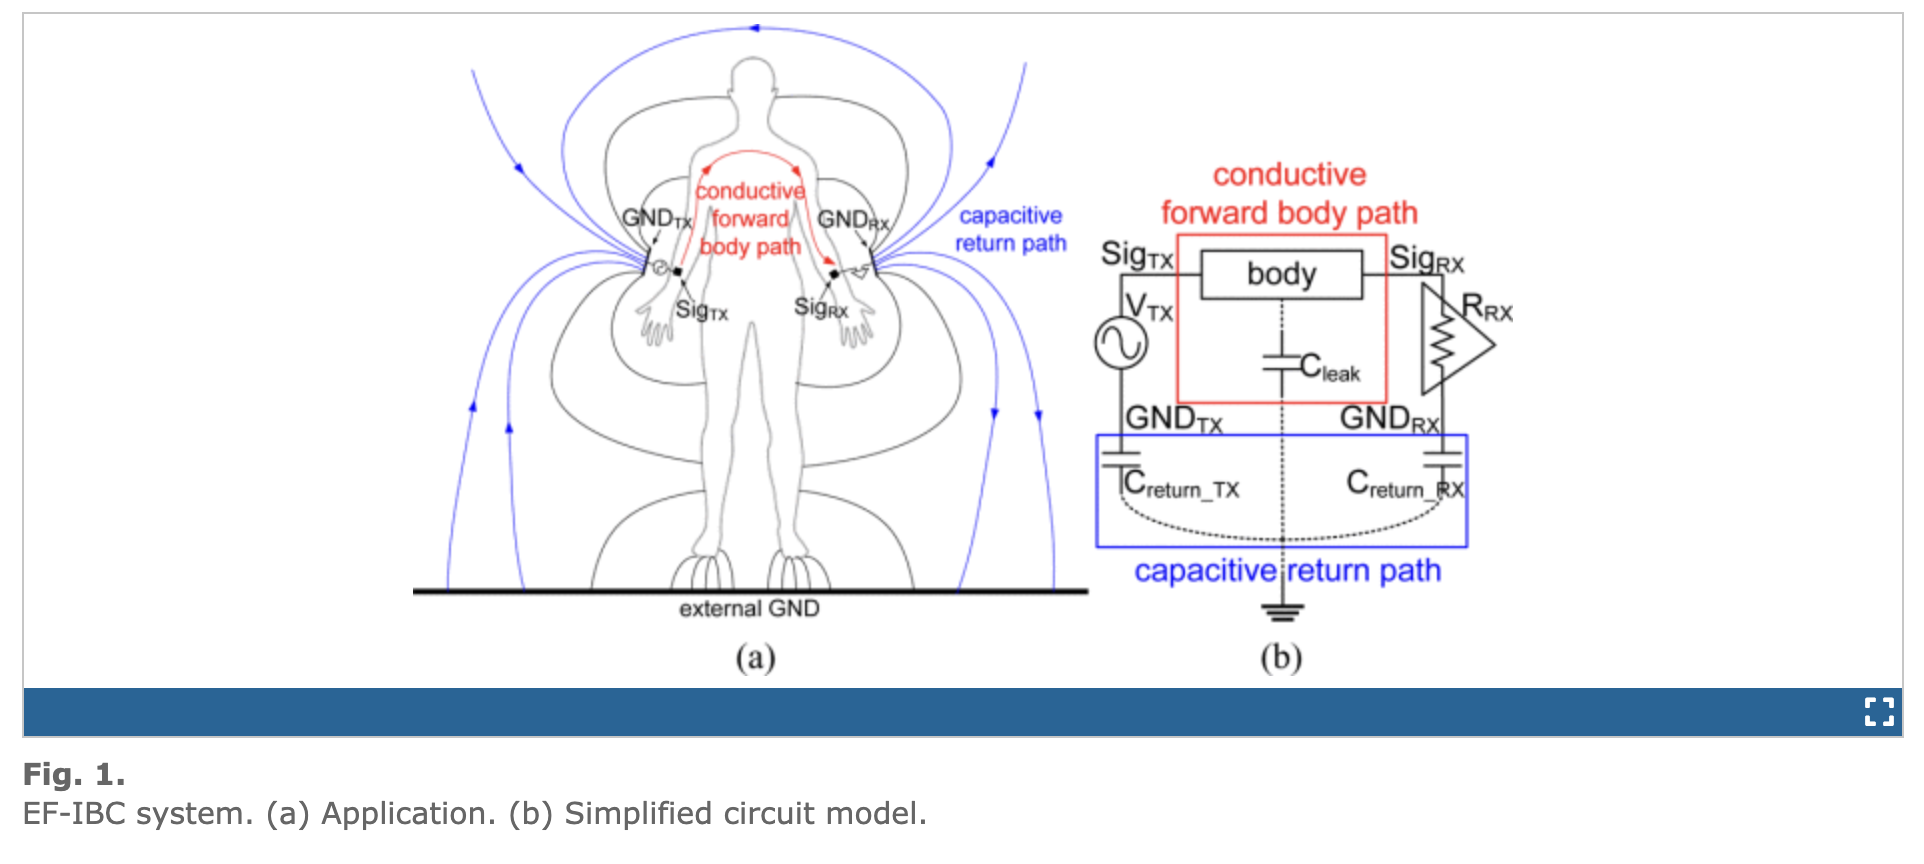 conductive
forward
body path
GNDTX
GNDRX
capacitive
return path
SigTX
SigRX
external GND
(a)
conductive
forward body path
SigTX
body
SigRX
VTX
RRX
Cleak
GNDTX
GNDRX
Creturn_TX
Creturn_RX
capacitive return path
(b)
Fig. 1.
EF-IBC system. (a) Application. (b) Simplified circuit model.